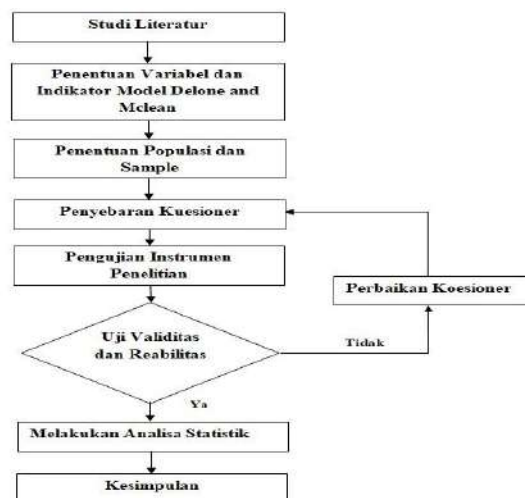 Studi Literatur
Penentuan Variabel dan
Indikator Model Delone and
Mclean
Penentuan Populasi dan
Sample
Penyebaran Kuesioner
Pengujian Instrumen
Penelitian
Perbaikan Koesioner
Uji Validitas
dan Reabilitas
Tidak
Ya
Melakukan Analisa Statistik
Kesimpulan